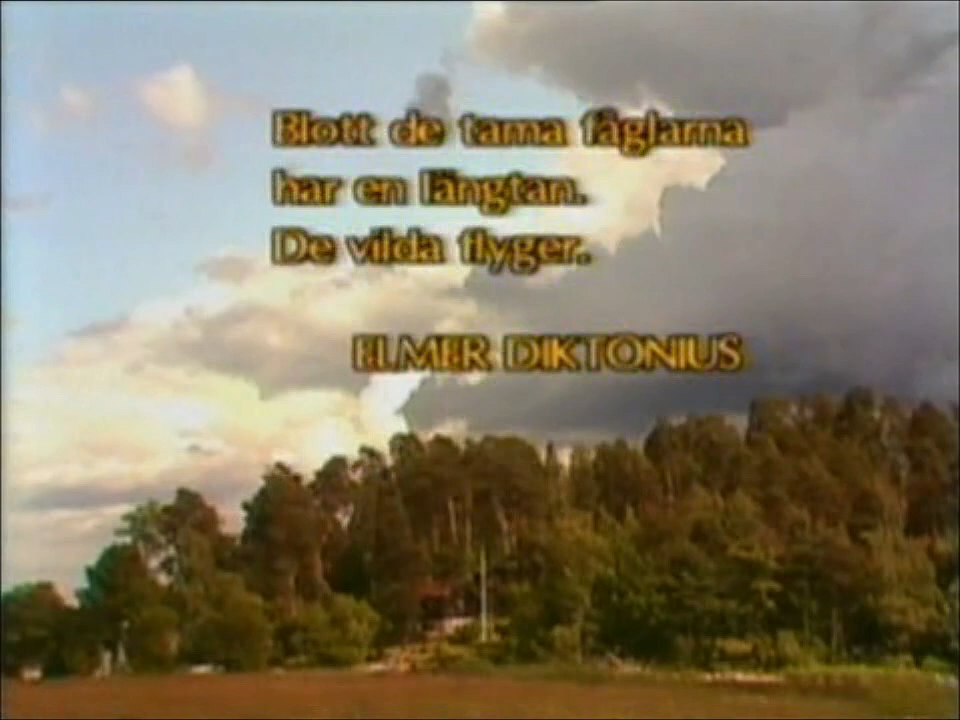 Blott de tama fåglarna
har en längtan.
De vilda flyger.
ELMER DIKTONIUS